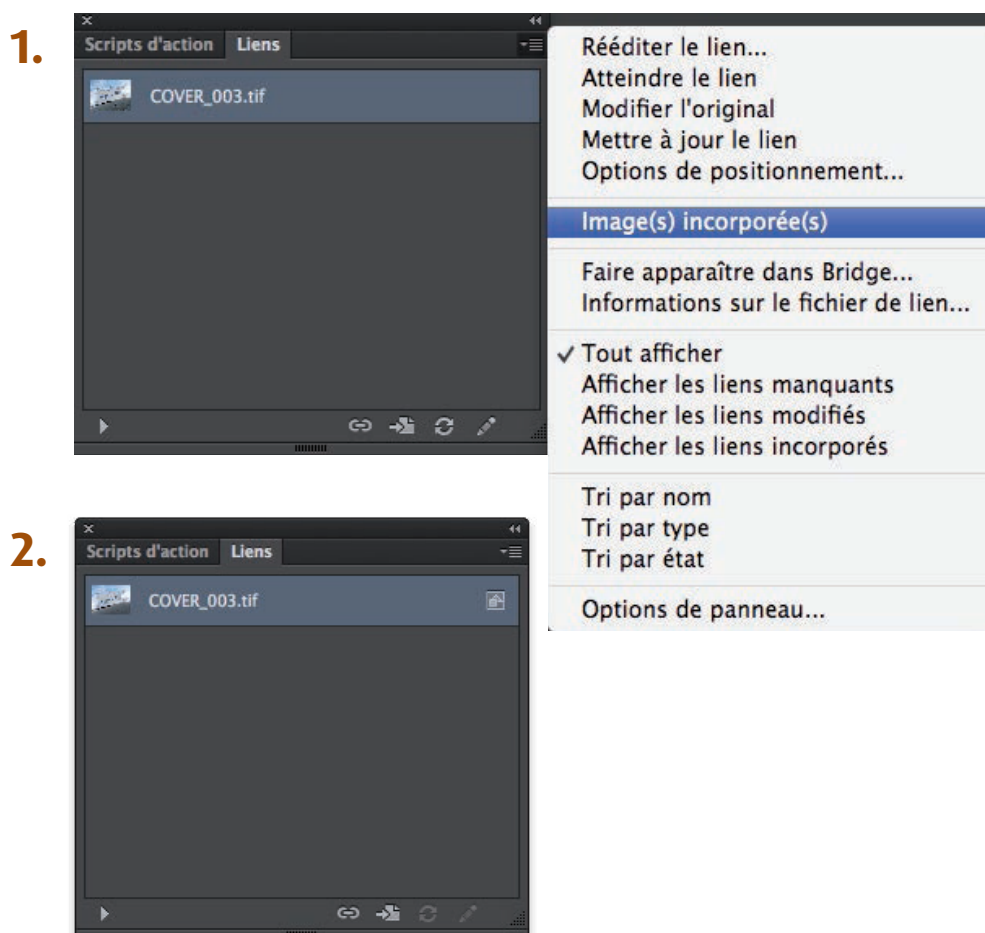 1.
Scripts d'action Liens
COVER_003.tif
Rééditer le lien...
Atteindre le lien
Modifier l'original
Mettre à jour le lien
Options de positionnement...
Image(s) incorporée(s)
Faire apparaître dans Bridge...
Informations sur le fichier de lien...
✓ Tout afficher
Afficher les liens manquants
Afficher les liens modifiés
Afficher les liens incorporés
Tri par nom
Tri par type
Tri par état
Options de panneau...
2.
Scripts d'action Liens
COVER_003.tif